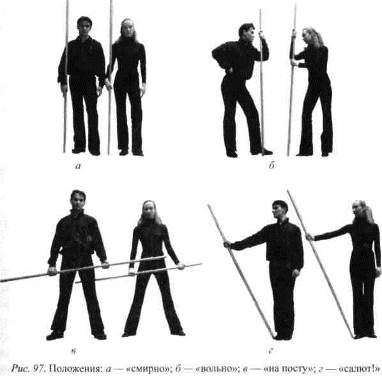 а
б
в
г
Рис. 97. Положения: а — «смирно»; б — «вольно»; в — «на посту»; г — «салют!»